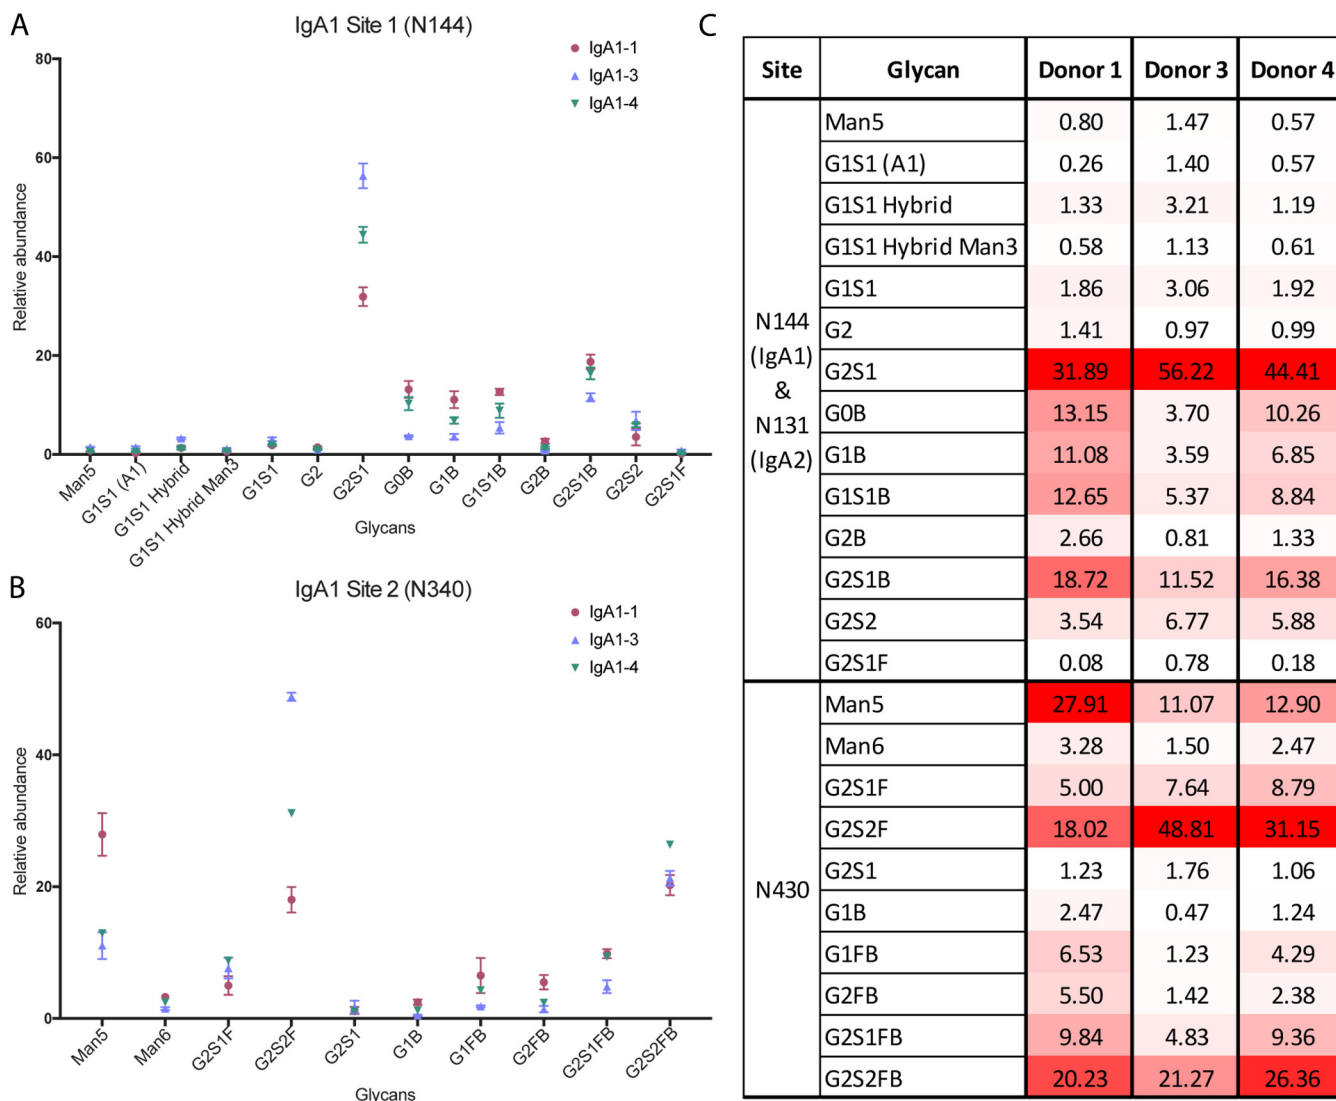 A
IgA1 Site 1 (N144)
IgA1-1
IgA1-3
IgA1-4
Relative abundance
80
60
40
20
0
Man5
G1S1 (A1)
G1S1 Hybrid
G1S1 Hybrid Man3
G1S1
G2
G2S1
G0B
G1B
G1S1B
G2B
G2S1B
G2S2
G2S1F
Glycans
B
IgA1 Site 2 (N340)
IgA1-1
IgA1-3
IgA1-4
Relative abundance
60
40
20
0
Man5
Man6
G2S1F
G2S2F
G2S1
G1B
G1FB
G2FB
G2S1FB
G2S2FB
Glycans
C
Site Glycan Donor 1 Donor 3 Donor 4
N144
(IgA1)
&
N131
(IgA2)
Man5 0.80 1.47 0.57
G1S1 (A1) 0.26 1.40 0.57
G1S1 Hybrid 1.33 3.21 1.19
G1S1 Hybrid Man3 0.58 1.13 0.61
G1S1 1.86 3.06 1.92
G2 1.41 0.97 0.99
G2S1 31.89 56.22 44.41
G0B 13.15 3.70 10.26
G1B 11.08 3.59 6.85
G1S1B 12.65 5.37 8.84
G2B 2.66 0.81 1.33
G2S1B 18.72 11.52 16.38
G2S2 3.54 6.77 5.88
G2S1F 0.08 0.78 0.18
N430
Man5 27.91 11.07 12.90
Man6 3.28 1.50 2.47
G2S1F 5.00 7.64 8.79
G2S2F 18.02 48.81 31.15
G2S1 1.23 1.76 1.06
G1B 2.47 0.47 1.24
G1FB 6.53 1.23 4.29
G2FB 5.50 1.42 2.38
G2S1FB 9.84 4.83 9.36
G2S2FB 20.23 21.27 26.36